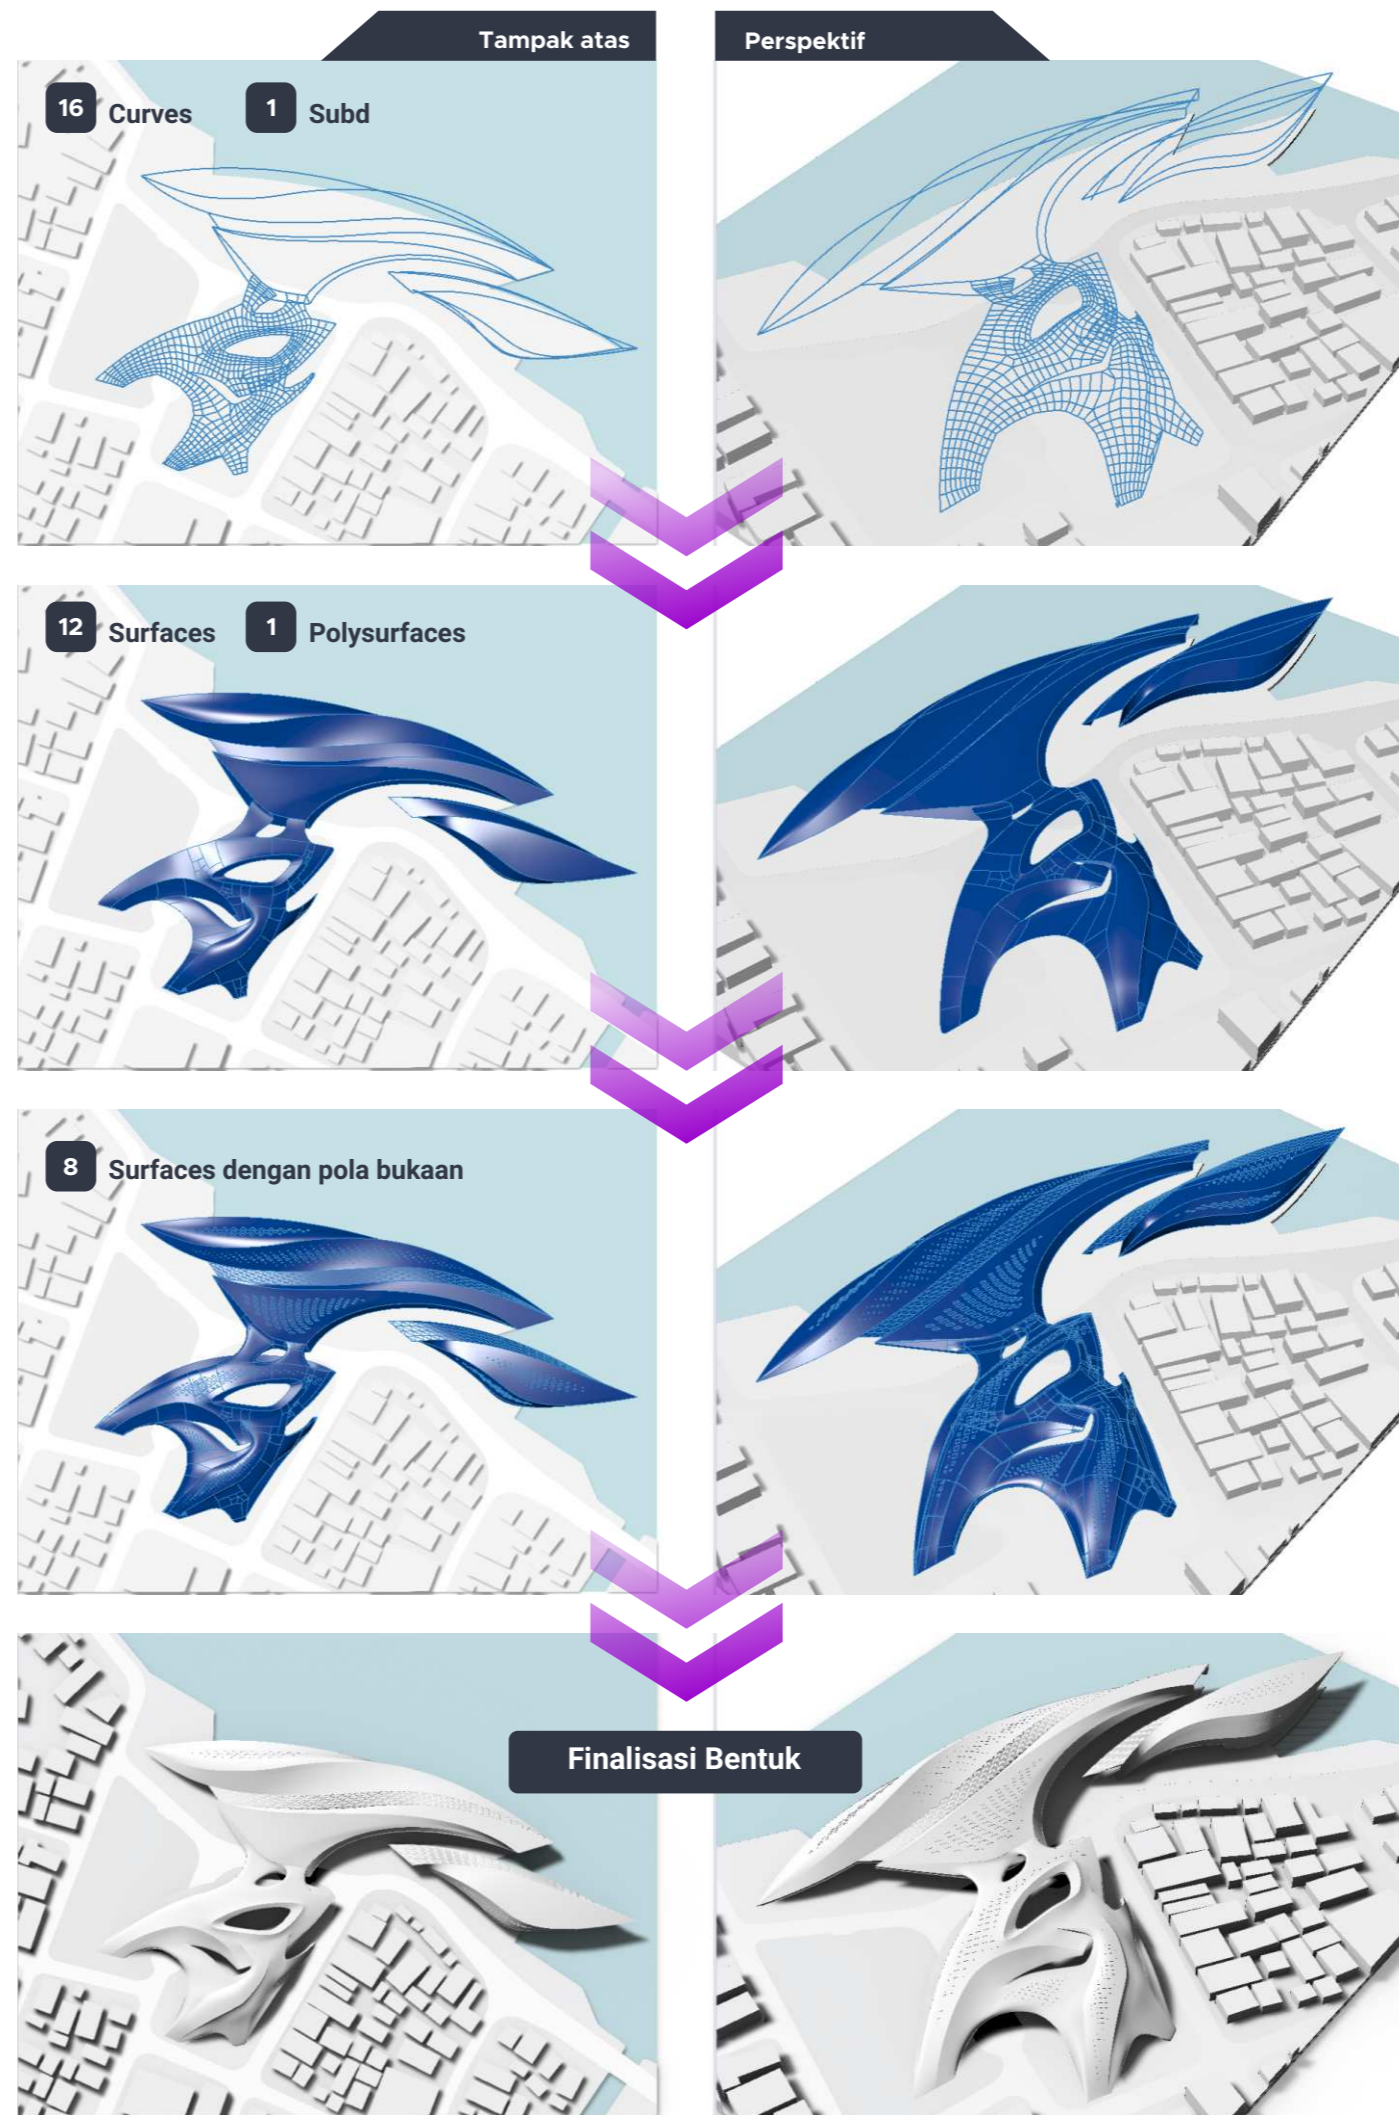 Tampak atas
Perspektif
16 Curves 1 Subd
12 Surfaces 1 Polysurfaces
8 Surfaces dengan pola bukaan
Finalisasi Bentuk